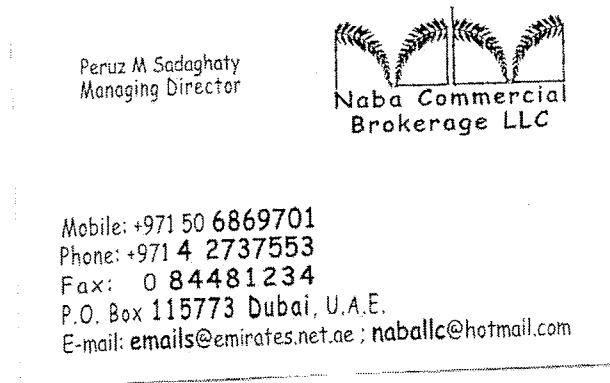 Peruz M Sadaghaty
Managing Director
Naba Commercial
Brokerage LLC
Mobile: +971 50 6869701
Phone: +971 4 2737553
Fax: 0 84481234
P.O. Box 115773 Dubai, U.A.E.
E-mail: emails@emirates.net.ae ; naballc@hotmail.com